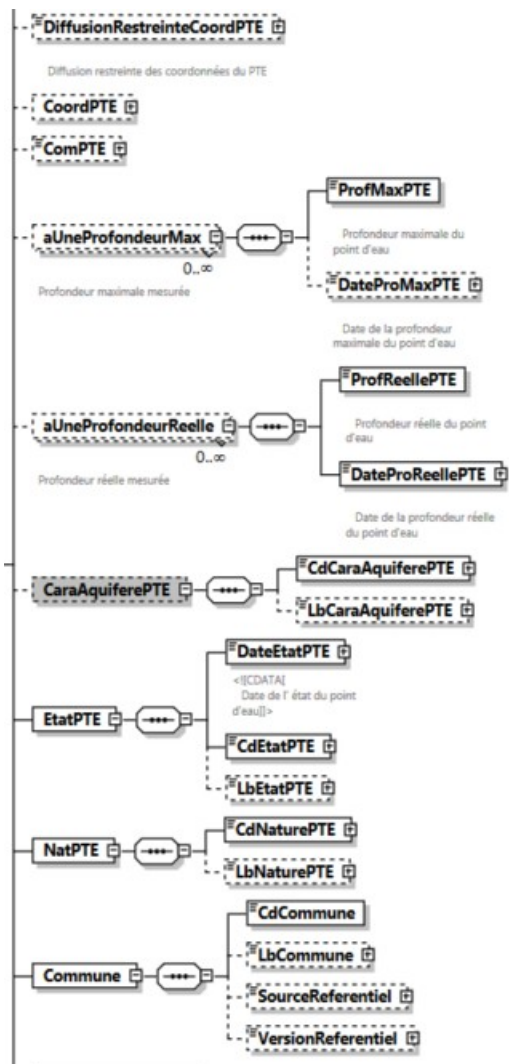 DiffusionRestreinteCoordPTE
Diffusion restreinte des coordonnées du PTE
CoordPTE
ComPTE
ProfMaxPTE
Profondeur maximale du
point d'eau
aUneProfondeurMax
0..∞
Profondeur maximale mesurée
DateProMaxPTE
Date de la profondeur
maximale du point d'eau
ProfReellePTE
Profondeur réelle du point
d'eau
aUneProfondeurReelle
0..∞
Profondeur réelle mesurée
DateProReellePTE
Date de la profondeur réelle
du point d'eau
CaraAquiferePTE
CdCaraAquiferePTE
LbCaraAquiferePTE
DateEtatPTE
<![CDATA[
Date de l' état du point
d'eau]]>
EtatPTE
CdEtatPTE
LbEtatPTE
CdNaturePTE
NatPTE
LbNaturePTE
CdCommune
LbCommune
Commune
SourceReferentiel
VersionReferentiel